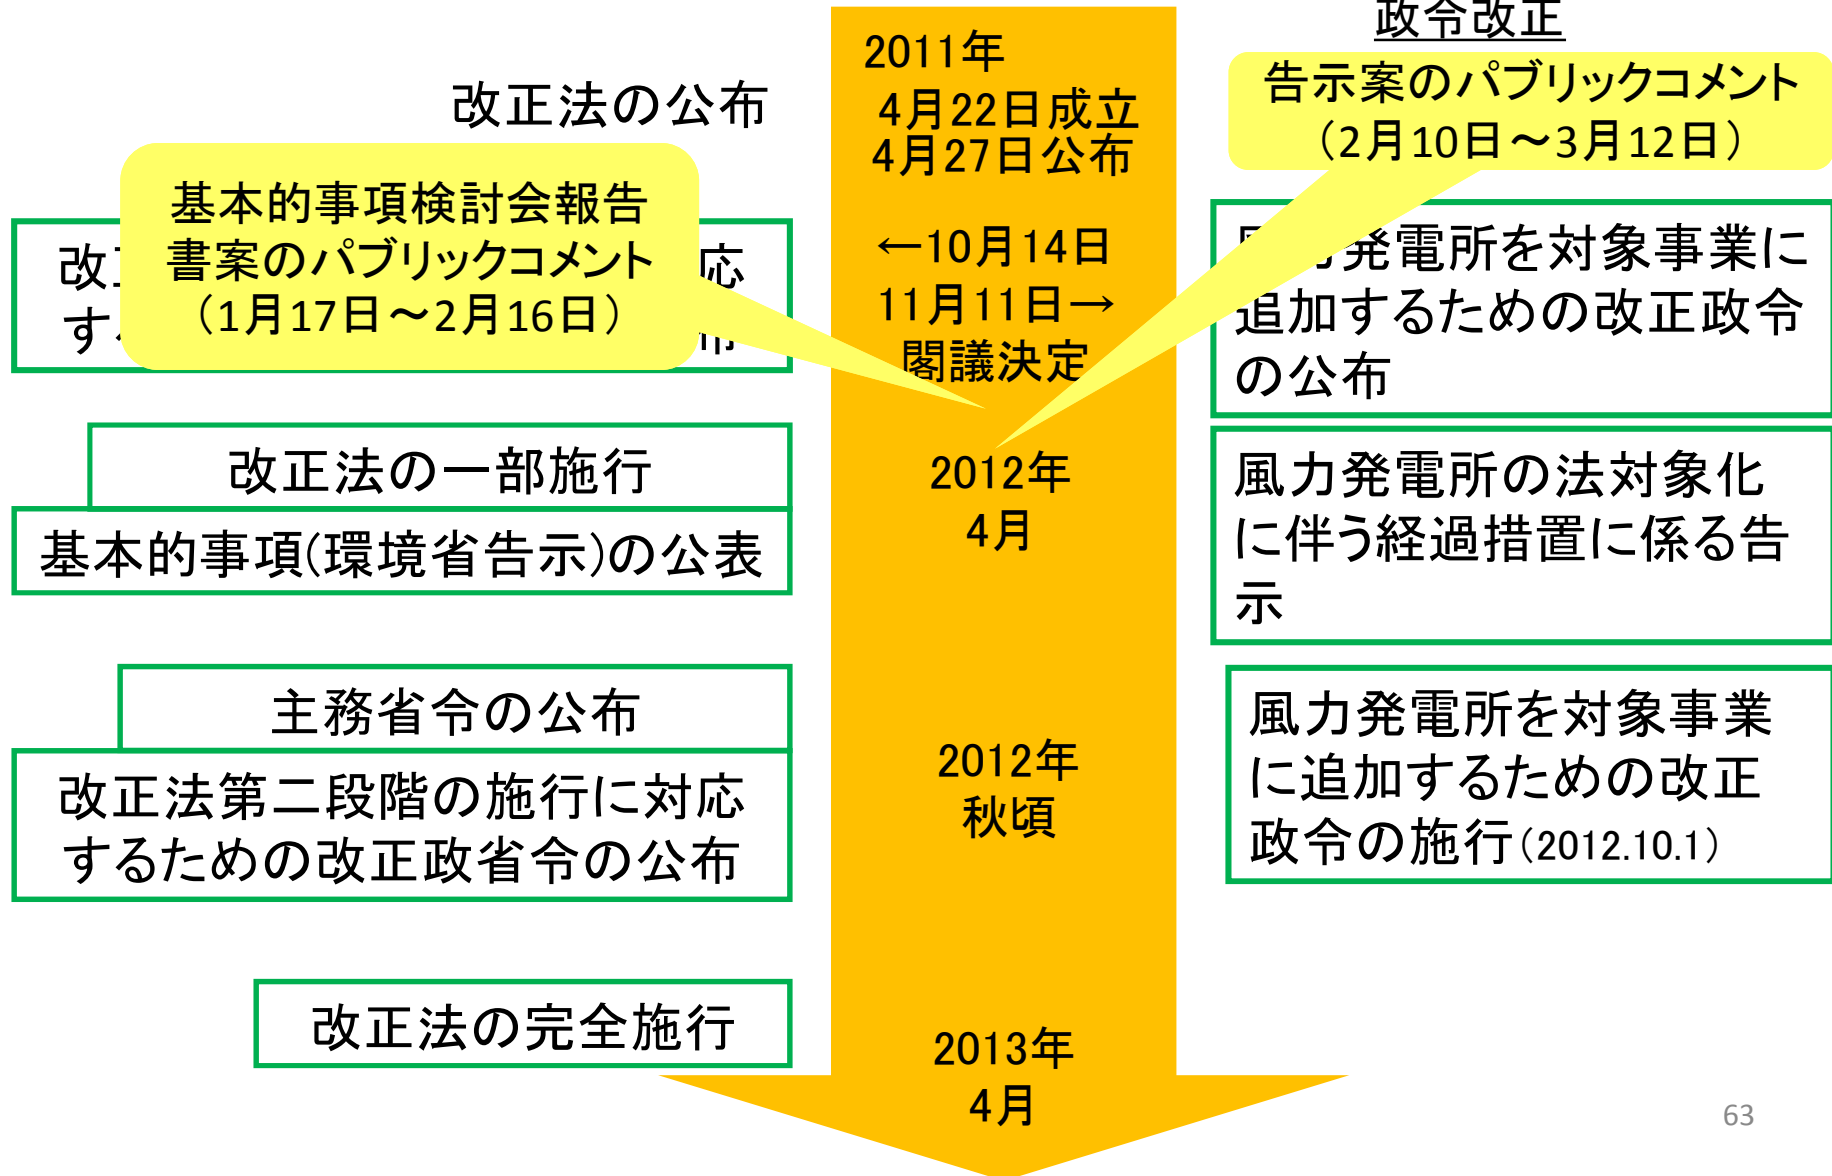 政令改正
改正法の公布
2011年
4月22日成立
4月27日公布
告示案のパブリックコメント
（2月10日～3月12日）
基本的事項検討会報告
書案のパブリックコメント
（1月17日～2月16日）
応
す
←10月14日
11月11日→
閣議決定
風力発電所を対象事業に
追加するための改正政令
の公布
改正法の一部施行
基本的事項(環境省告示)の公表
2012年
4月
風力発電所の法対象化
に伴う経過措置に係る告
示
主務省令の公布
改正法第二段階の施行に対応
するための改正政省令の公布
2012年
秋頃
風力発電所を対象事業
に追加するための改正
政令の施行（2012.10.1）
改正法の完全施行
2013年
4月
63